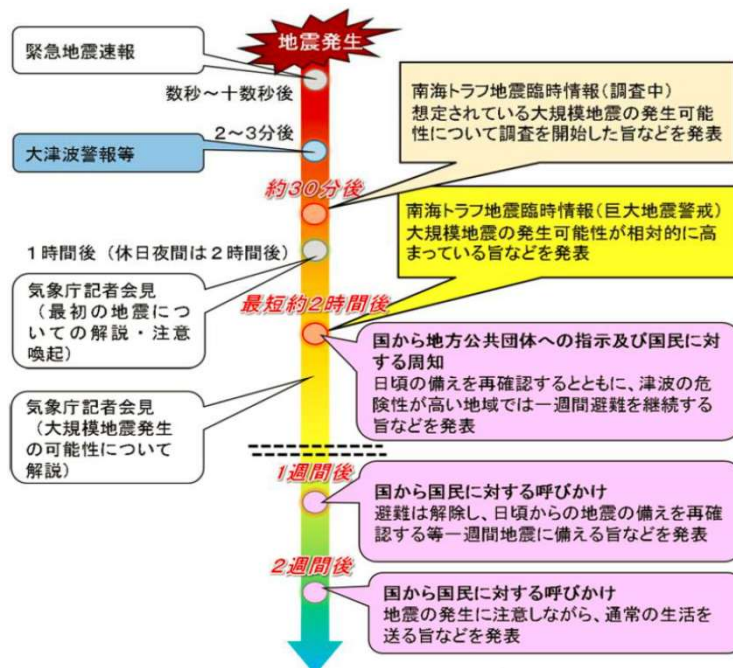 地震発生
緊急地震速報
数秒～十数秒後
２～３分後
大津波警報等
約３０分後
南海トラフ地震臨時情報（調査中）
想定されている大規模地震の発生可能
性について調査を開始した旨などを発表
１時間後（休日夜間は２時間後）
気象庁記者会見
（最初の地震につ
いての解説・注意
喚起）
最短約２時間後
南海トラフ地震臨時情報（巨大地震警戒）
大規模地震の発生可能性が相対的に高
まっている旨などを発表
国から地方公共団体への指示及び国民に対
する周知
日頃の備えを再確認するとともに、津波の危
険性が高い地域では一週間避難を継続する
旨などを発表
気象庁記者会見
（大規模地震発生
の可能性について
解説）
１週間後
国から国民に対する呼びかけ
避難は解除し、日頃からの地震の備えを再確
認する等一週間地震に備える旨などを発表
２週間後
国から国民に対する呼びかけ
地震の発生に注意しながら、通常の生活を
送る旨などを発表